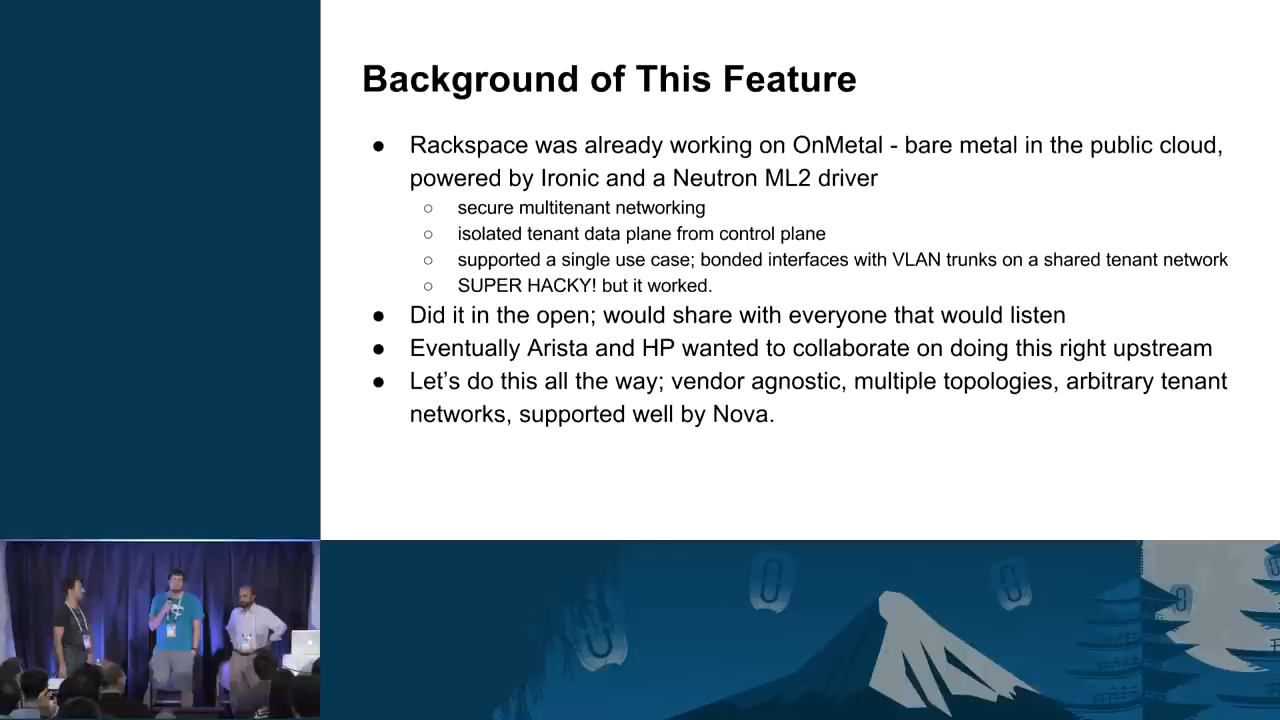 Background of This Feature
● Rackspace was already working on OnMetal - bare metal in the public cloud,
powered by Ironic and a Neutron ML2 driver
○ secure multitenant networking
○ isolated tenant data plane from control plane
○ supported a single use case; bonded interfaces with VLAN trunks on a shared tenant network
○ SUPER HACKY! but it worked.
● Did it in the open; would share with everyone that would listen
● Eventually Arista and HP wanted to collaborate on doing this right upstream
● Let’s do this all the way; vendor agnostic, multiple topologies, arbitrary tenant
networks, supported well by Nova.